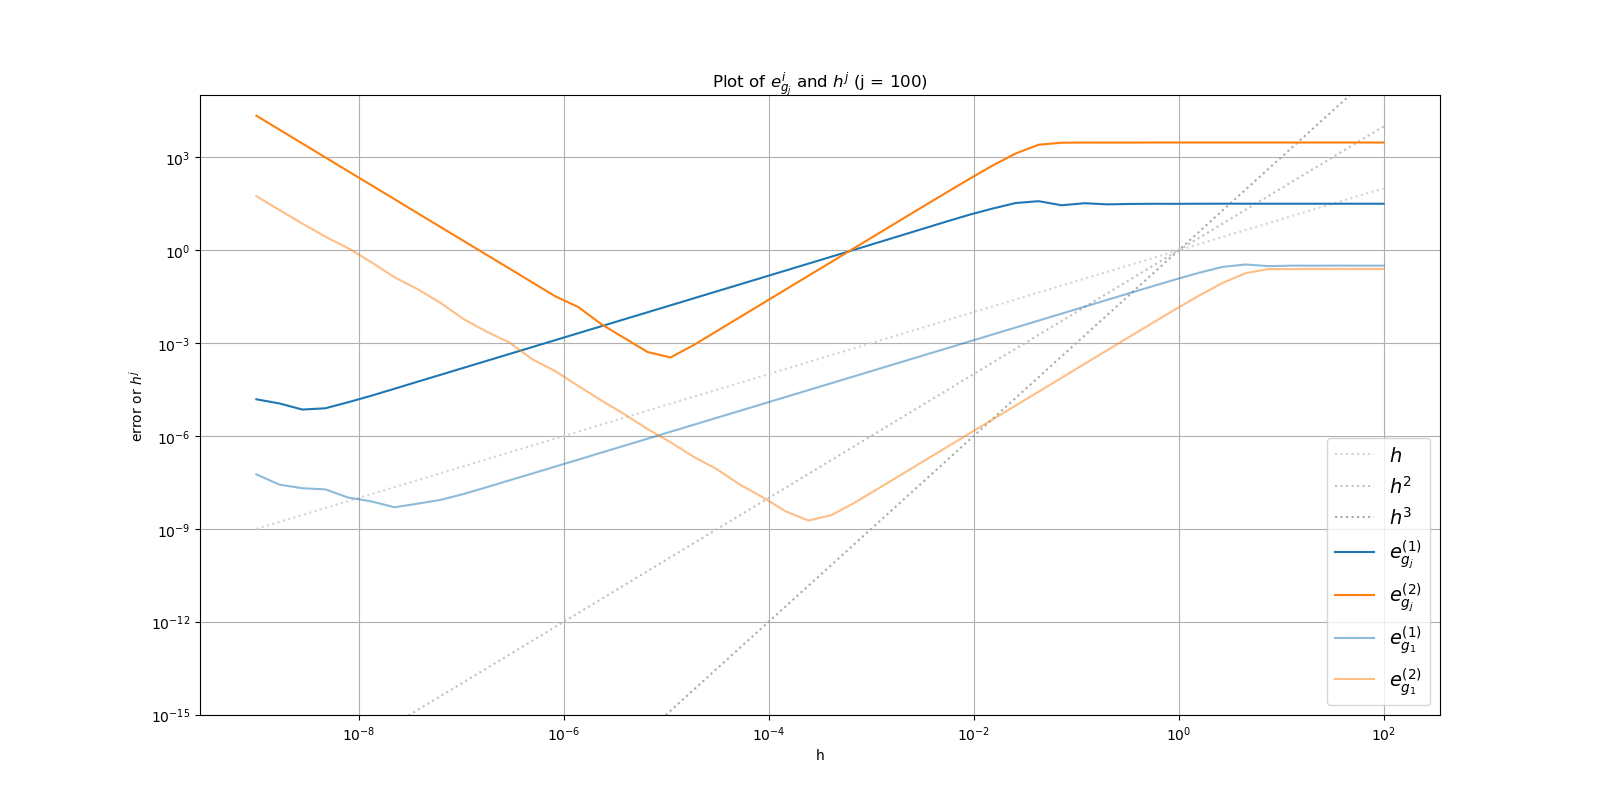 Plot of $e^{i}_{g_j}$ and $h^j$ (j = 100)
error or $h^j$
$10^{3}$
$10^{0}$
$10^{-3}$
$10^{-6}$
$10^{-9}$
$10^{-12}$
$10^{-15}$
$h$
$h^2$
$h^3$
$e^{(1)}_{g_j}$
$e^{(2)}_{g_j}$
$e^{(1)}_{g_1}$
$e^{(2)}_{g_1}$
$10^{-8}$ $10^{-6}$ $10^{-4}$ $10^{-2}$ $10^{0}$ $10^{2}$
h